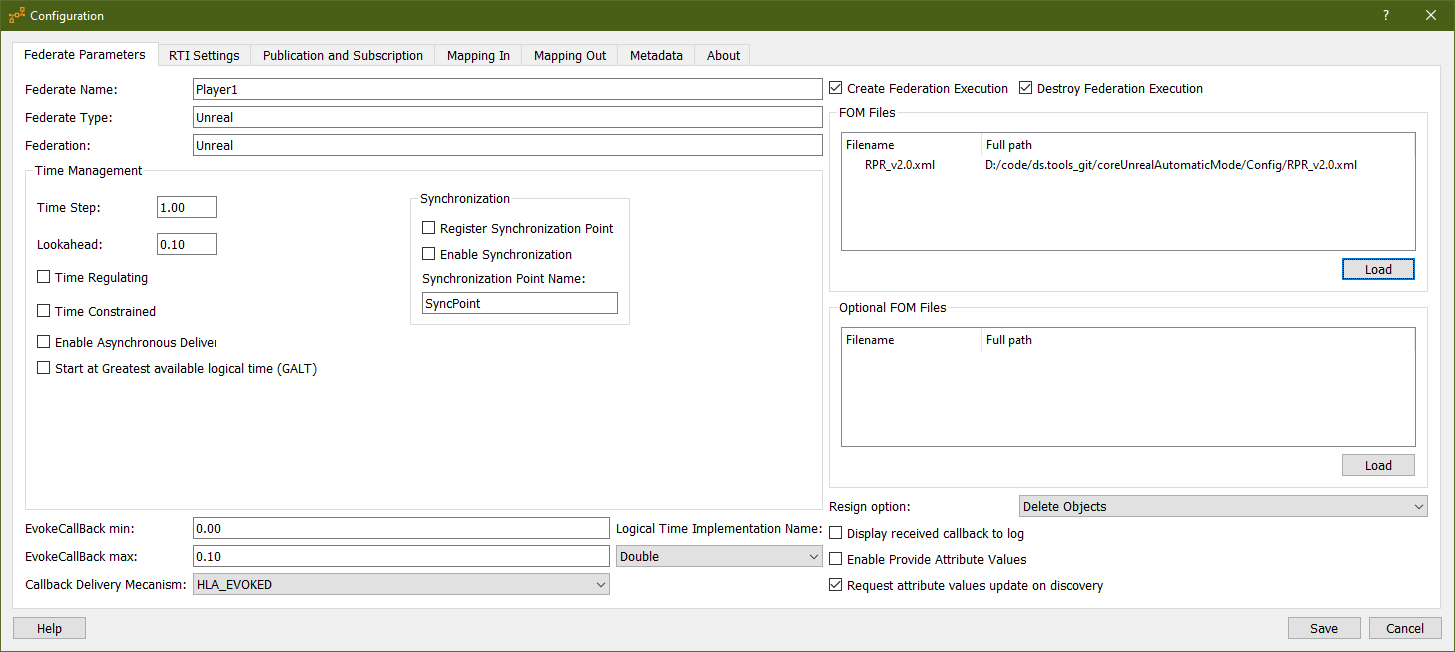 Configuration
?
Federate Parameters RTI Settings Publication and Subscription Mapping In Mapping Out Metadata About
Federate Name: Player1
Federate Type: Unreal
Federation: Unreal
Time Management
Time Step: 1.00
Lookahead: 0.10
Time Regulating
Time Constrained
Enable Asynchronous Deliver
Start at Greatest available logical time (GALT)
Synchronization
Register Synchronization Point
Enable Synchronization
Synchronization Point Name:
SyncPoint
EvokeCallBack min: 0.00
EvokeCallBack max: 0.10
Callback Delivery Mecanism: HLA_EVOKED
Logical Time Implementation Name:
Double
Create Federation Execution Destroy Federation Execution
FOM Files
Filename Full path
RPR_v2.0.xml D:/code/ds.tools_git/coreUnrealAutomaticMode/Config/RPR_v2.0.xml
Load
Optional FOM Files
Filename Full path
Load
Resign option: Delete Objects
Display received callback to log
Enable Provide Attribute Values
Request attribute values update on discovery
Help Save Cancel